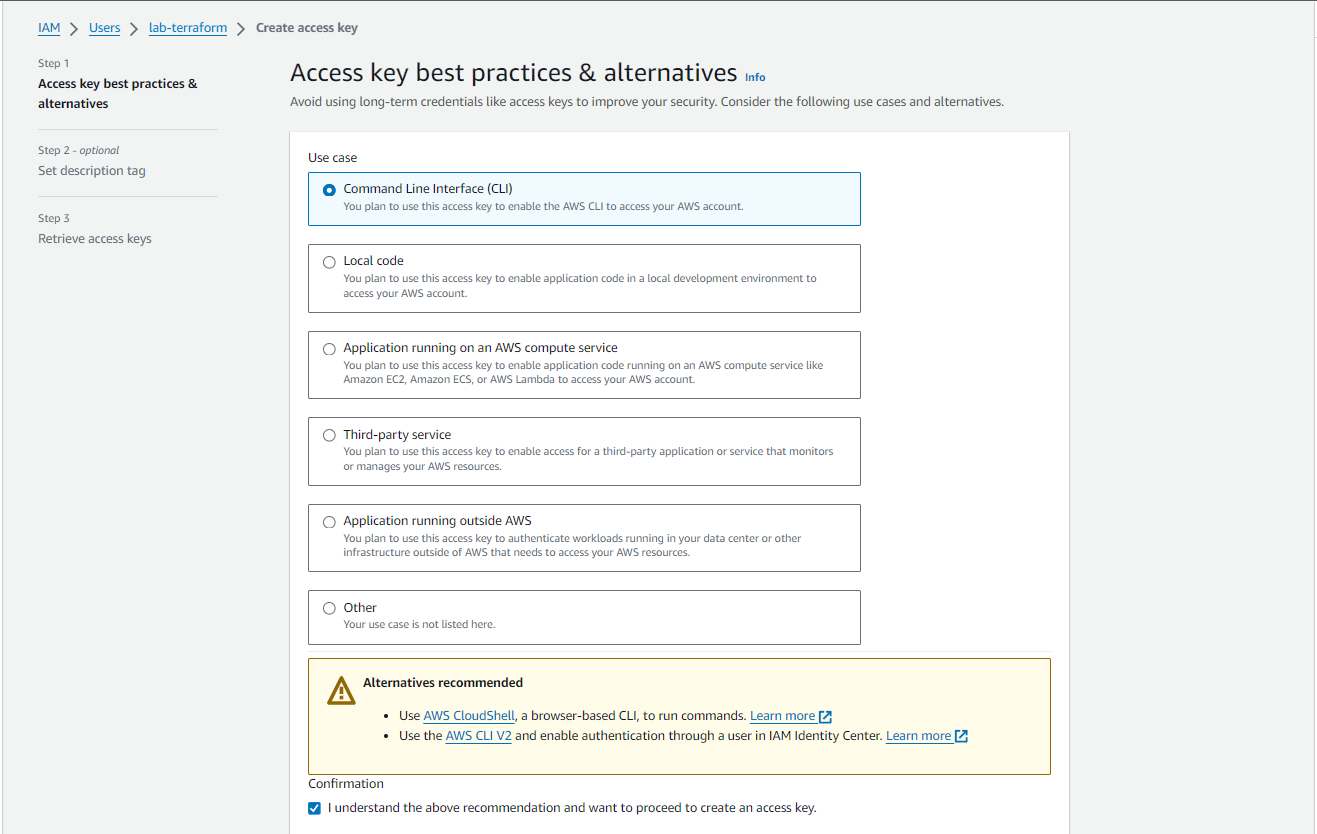 IAM > Users > lab-terraform > Create access key
Step 1
Access key best practices &
alternatives
Step 2 - optional
Set description tag
Step 3
Retrieve access keys
Access key best practices & alternatives Info
Avoid using long-term credentials like access keys to improve your security. Consider the following use cases and alternatives.
Use case
Command Line Interface (CLI)
You plan to use this access key to enable the AWS CLI to access your AWS account.
Local code
You plan to use this access key to enable application code in a local development environment to
access your AWS account.
Application running on an AWS compute service
You plan to use this access key to enable application code running on an AWS compute service like
Amazon EC2, Amazon ECS, or AWS Lambda to access your AWS account.
Third-party service
You plan to use this access key to enable access for a third-party application or service that monitors
or manages your AWS resources.
Application running outside AWS
You plan to use this access key to authenticate workloads running in your data center or other
infrastructure outside of AWS that needs to access your AWS resources.
Other
Your use case is not listed here.
Alternatives recommended
• Use AWS CloudShell, a browser-based CLI, to run commands. Learn more
• Use the AWS CLI V2 and enable authentication through a user in IAM Identity Center. Learn more
Confirmation
I understand the above recommendation and want to proceed to create an access key.